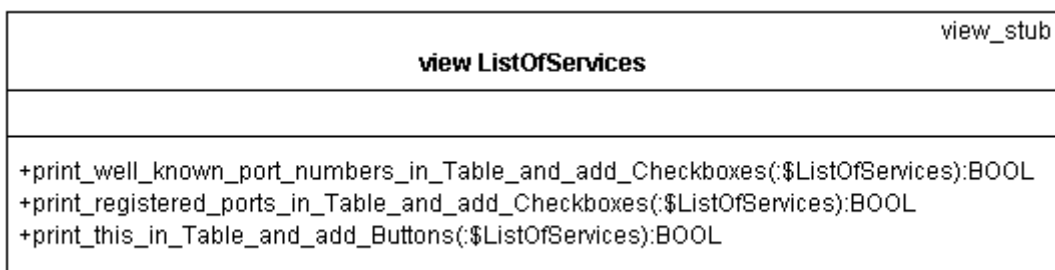 view_stub
view ListOfServices
+print_well_known_port_numbers_in_Table_and_add_Checkboxes(:$ListOfServices):BOOL
+print_registered_ports_in_Table_and_add_Checkboxes(:$ListOfServices):BOOL
+print_this_in_Table_and_add_Buttons(:$ListOfServices):BOOL